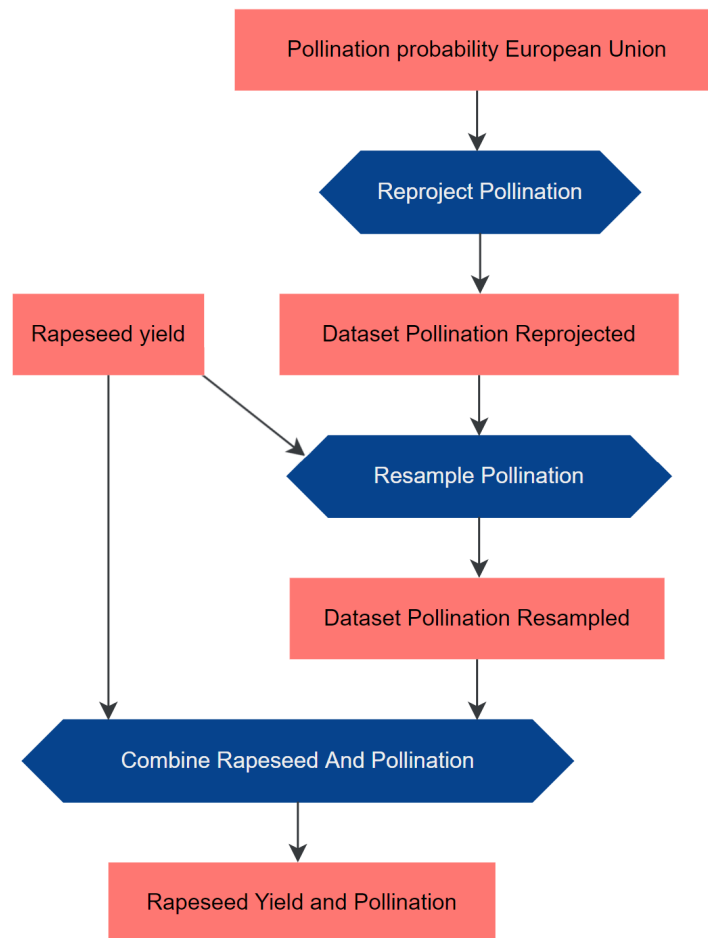 Pollination probability European Union
Reproject Pollination
Rapeseed yield
Dataset Pollination Reprojected
Resample Pollination
Dataset Pollination Resampled
Combine Rapeseed And Pollination
Rapeseed Yield and Pollination